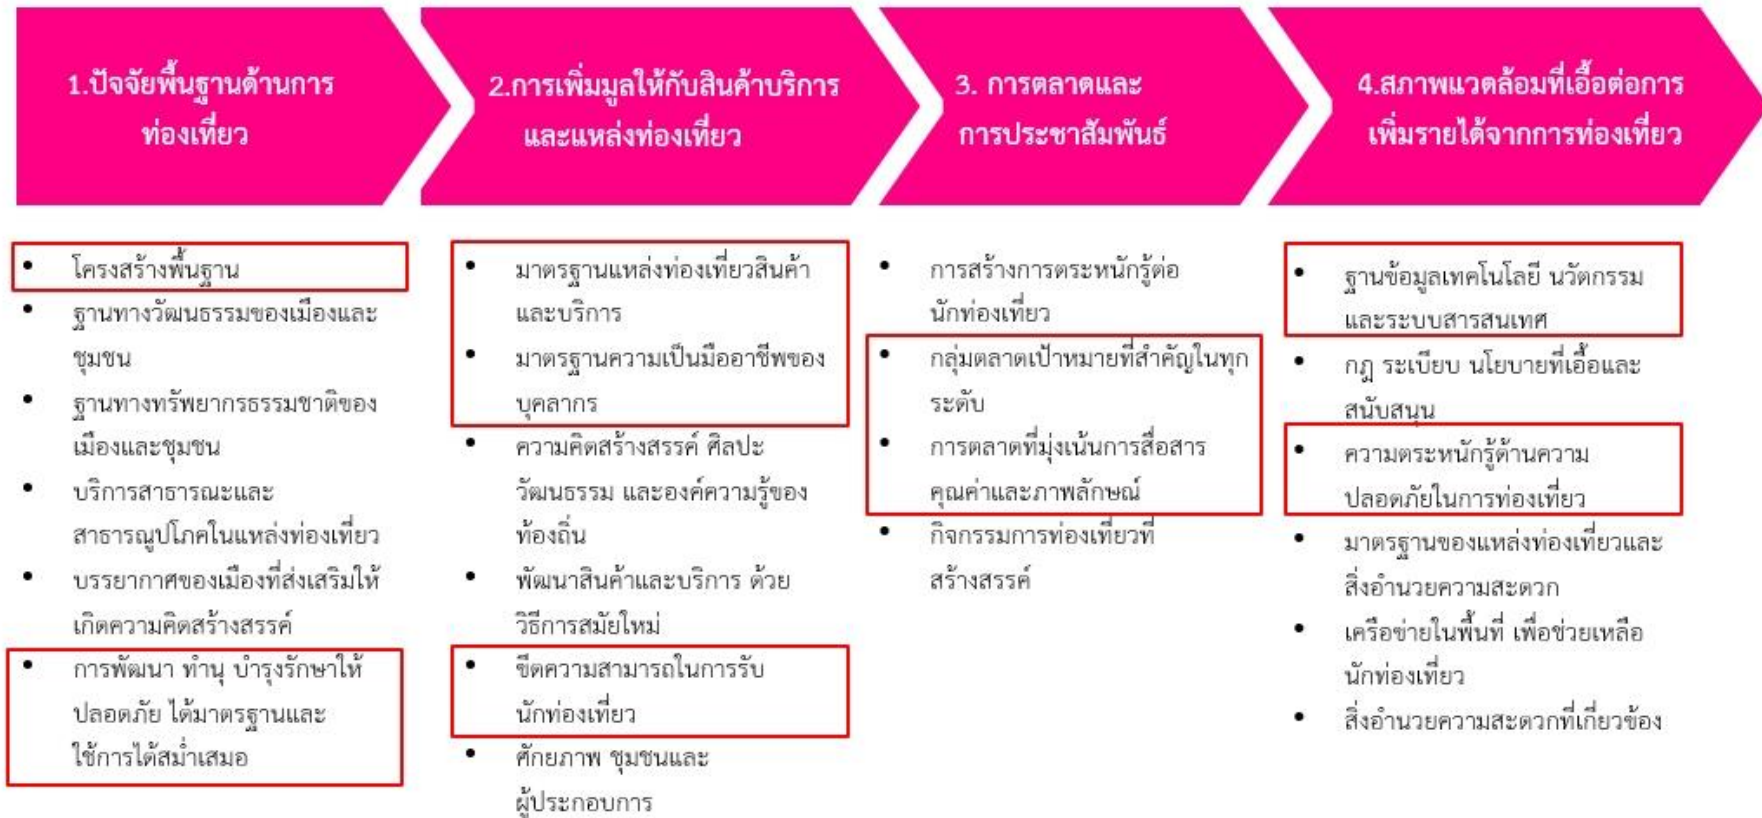 1.ปัจจัยพื้นฐานด้านการ
ท่องเที่ยว
2.การเพิ่มมูลให้กับสินค้าบริการ
และแหล่งท่องเที่ยว
3. การตลาดและ
การประชาสัมพันธ์
4.สภาพแวดล้อมที่เอื้อต่อการ
เพิ่มรายได้จากการท่องเที่ยว
• โครงสร้างพื้นฐาน
• ฐานทางวัฒนธรรมของเมืองและ
ชุมชน
• ฐานทางทรัพยากรธรรมชาติของ
เมืองและชุมชน
• บริการสาธารณะและ
สาธารณูปโภคในแหล่งท่องเที่ยว
• บรรยากาศของเมืองที่ส่งเสริมให้
เกิดความคิดสร้างสรรค์
• การพัฒนา ทำนุ บำรุงรักษาให้
ปลอดภัย ได้มาตรฐานและ
ใช้การได้สม่ำเสมอ
• มาตรฐานแหล่งท่องเที่ยวสินค้า
และบริการ
• มาตรฐานความเป็นมืออาชีพของ
บุคลากร
• ความคิดสร้างสรรค์ ศิลปะ
วัฒนธรรม และองค์ความรู้ของ
ท้องถิ่น
• พัฒนาสินค้าและบริการ ด้วย
วิธีการสมัยใหม่
• ขีดความสามารถในการรับ
นักท่องเที่ยว
• ศักยภาพ ชุมชนและ
ผู้ประกอบการ
• การสร้างการตระหนักรู้ต่อ
นักท่องเที่ยว
• กลุ่มตลาดเป้าหมายที่สำคัญในทุก
ระดับ
• การตลาดที่มุ่งเน้นการสื่อสาร
คุณค่าและภาพลักษณ์
• กิจกรรมการท่องเที่ยวที่
สร้างสรรค์
• ฐานข้อมูลเทคโนโลยี นวัตกรรม
และระบบสารสนเทศ
• กฎ ระเบียบ นโยบายที่เอื้อและ
สนับสนุน
• ความตระหนักรู้ด้านความ
ปลอดภัยในการท่องเที่ยว
• มาตรฐานของแหล่งท่องเที่ยวและ
สิ่งอำนวยความสะดวก
• เครือข่ายในพื้นที่ เพื่อช่วยเหลือ
นักท่องเที่ยว
• สิ่งอำนวยความสะดวกที่เกี่ยวข้อง